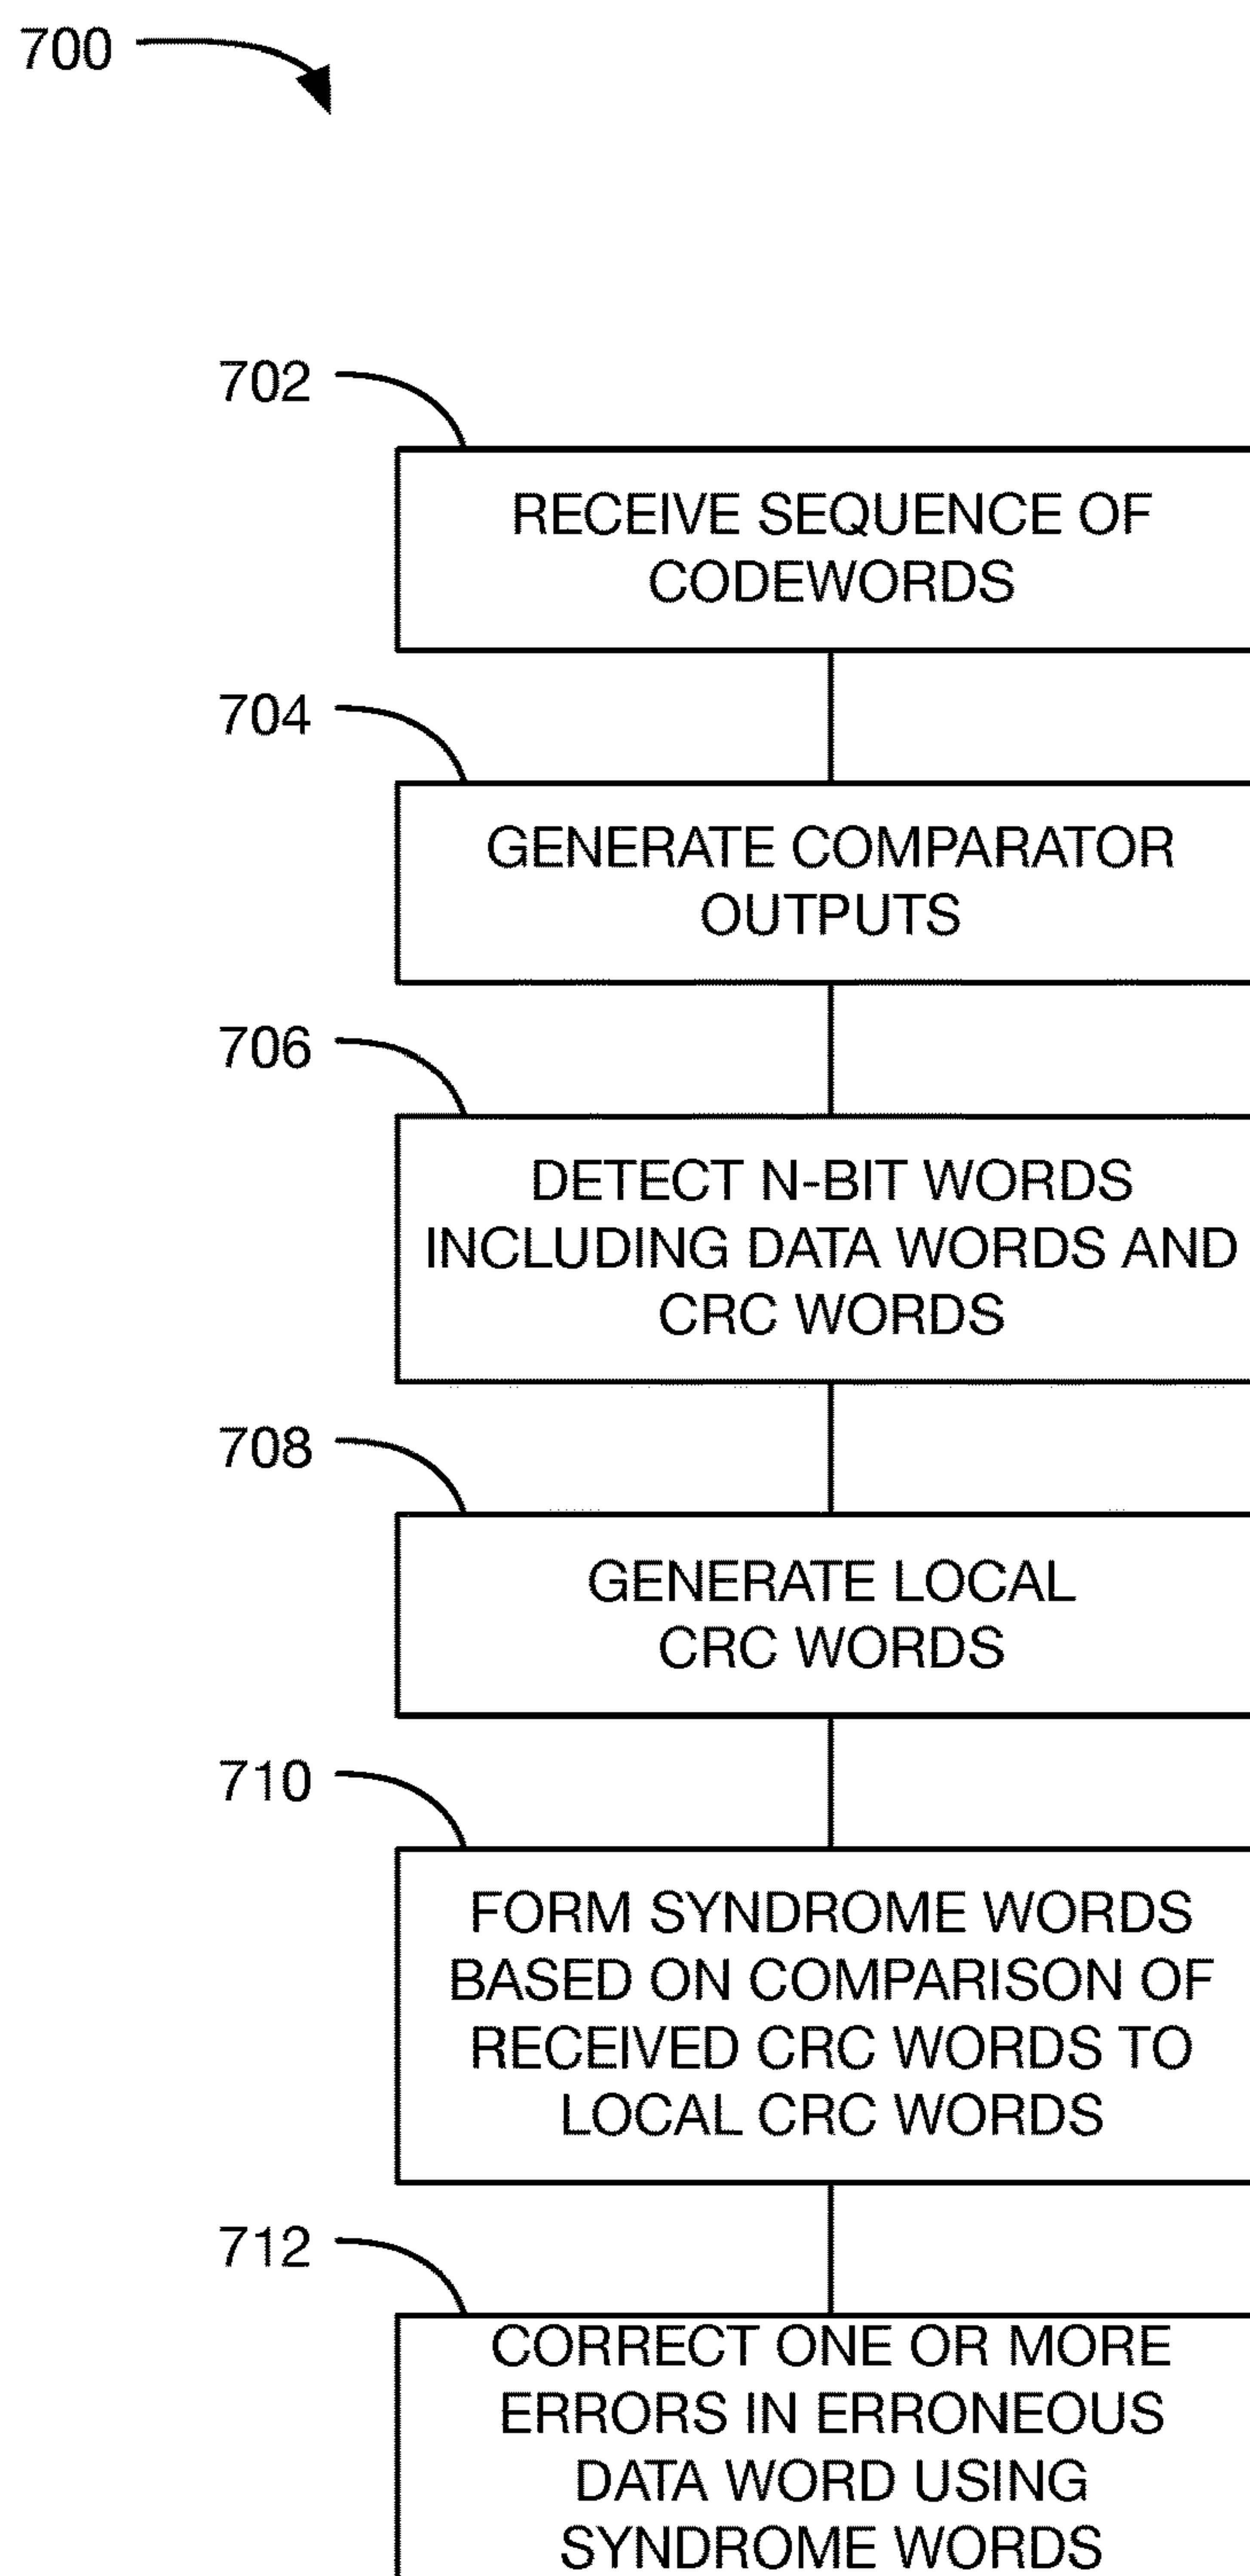 700
702
RECEIVE SEQUENCE OF
CODEWORDS
704
GENERATE COMPARATOR
OUTPUTS
706
DETECT N-BIT WORDS
INCLUDING DATA WORDS AND
CRC WORDS
708
GENERATE LOCAL
CRC WORDS
710
FORM SYNDROME WORDS
BASED ON COMPARISON OF
RECEIVED CRC WORDS TO
LOCAL CRC WORDS
712
CORRECT ONE OR MORE
ERRORS IN ERRONEOUS
DATA WORD USING
SYNDROME WORDS